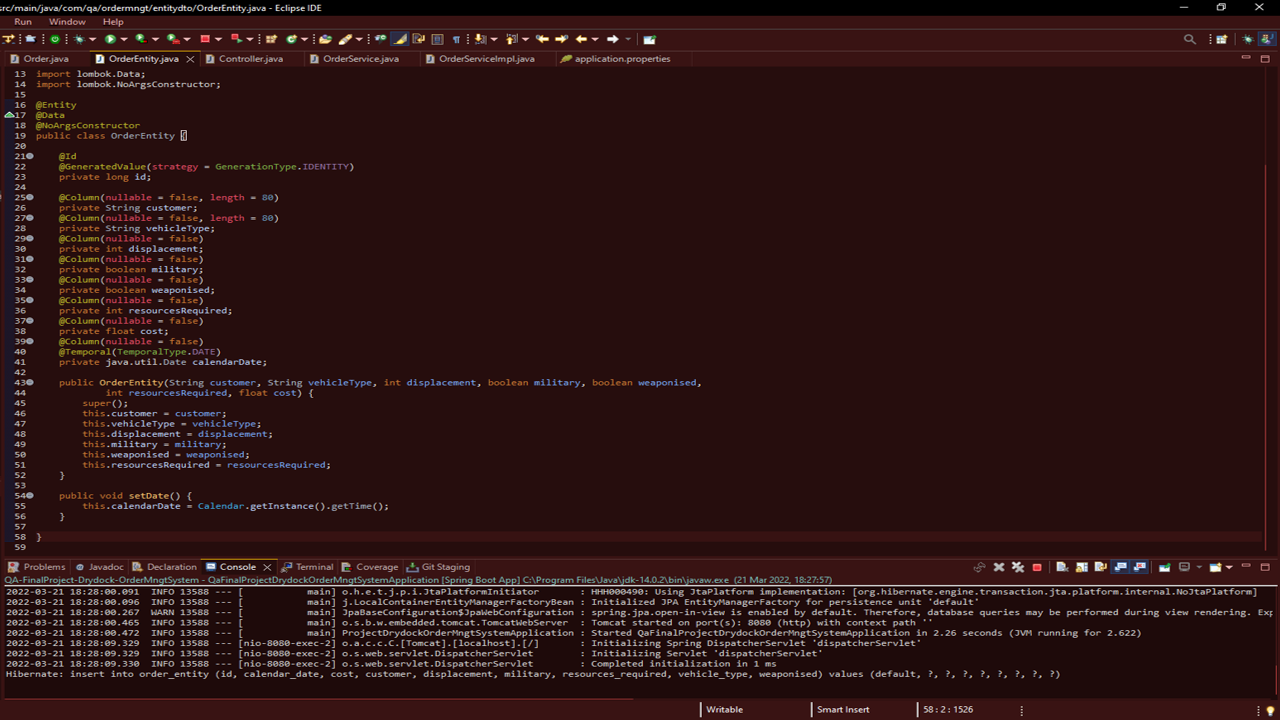 src/main/java/com/qa/ordermngt/entitydto/OrderEntity.java - Eclipse IDE
Run Window Help
Order.java OrderEntity.java Controller.java OrderService.java OrderServiceImpl.java application.properties
13 import lombok.Data;
14 import lombok.NoArgsConstructor;
15
16 @Entity
17 @Data
18 @NoArgsConstructor
19 public class OrderEntity {
20
21 @Id
22 @GeneratedValue(strategy = GenerationType.IDENTITY)
23 private long id;
24
25 @Column(nullable = false, length = 80)
26 private String customer;
27 @Column(nullable = false, length = 80)
28 private String vehicleType;
29 @Column(nullable = false)
30 private int displacement;
31 @Column(nullable = false)
32 private boolean military;
33 @Column(nullable = false)
34 private boolean weaponised;
35 @Column(nullable = false)
36 private int resourcesRequired;
37 @Column(nullable = false)
38 private float cost;
39 @Column(nullable = false)
40 @Temporal(TemporalType.DATE)
41 private java.util.Date calendarDate;
42
43 public OrderEntity(String customer, String vehicleType, int displacement, boolean military, boolean weaponised,
44 int resourcesRequired, float cost) {
45 super();
46 this.customer = customer;
47 this.vehicleType = vehicleType;
48 this.displacement = displacement;
49 this.military = military;
50 this.weaponised = weaponised;
51 this.resourcesRequired = resourcesRequired;
52 }
53
54 public void setDate() {
55 this.calendarDate = Calendar.getInstance().getTime();
56 }
57
58 }
59
Problems Javadoc Declaration Console Terminal Coverage Git Staging
QA-FinalProject-Drydock-OrderMngtSystem - QaFinalProjectDrydockOrderMngtSystemApplication [Spring Boot App] C:\Program Files\Java\jdk-14.0.2\bin\javaw.exe (21 Mar 2022, 18:27:57)
2022-03-21 18:28:00.091 INFO 13588 --- [ main] o.h.e.t.j.p.i.JtaPlatformInitiator : HHH000490: Using JtaPlatform implementation: [org.hibernate.engine.transaction.jta.platform.internal.NoJtaPlatform]
2022-03-21 18:28:00.096 INFO 13588 --- [ main] j.LocalContainerEntityManagerFactoryBean : Initialized JPA EntityManagerFactory for persistence unit 'default'
2022-03-21 18:28:00.267 WARN 13588 --- [ main] JpaBaseConfiguration$JpaWebConfiguration : spring.jpa.open-in-view is enabled by default. Therefore, database queries may be performed during view rendering. Exp
2022-03-21 18:28:00.465 INFO 13588 --- [ main] o.s.b.w.embedded.tomcat.TomcatWebServer : Tomcat started on port(s): 8080 (http) with context path ''
2022-03-21 18:28:00.472 INFO 13588 --- [ main] ProjectDrydockOrderMngtSystemApplication : Started QaFinalProjectDrydockOrderMngtSystemApplication in 2.26 seconds (JVM running for 2.622)
2022-03-21 18:28:09.329 INFO 13588 --- [nio-8080-exec-2] o.a.c.c.C.[Tomcat].[localhost].[/] : Initializing Spring DispatcherServlet 'dispatcherServlet'
2022-03-21 18:28:09.329 INFO 13588 --- [nio-8080-exec-2] o.s.web.servlet.DispatcherServlet : Initializing Servlet 'dispatcherServlet'
2022-03-21 18:28:09.330 INFO 13588 --- [nio-8080-exec-2] o.s.web.servlet.DispatcherServlet : Completed initialization in 1 ms
Hibernate: insert into order_entity (id, calendar_date, cost, customer, displacement, military, resources_required, vehicle_type, weaponised) values (default, ?, ?, ?, ?, ?, ?, ?, ?)
Writable Smart Insert 58 : 2 : 1526